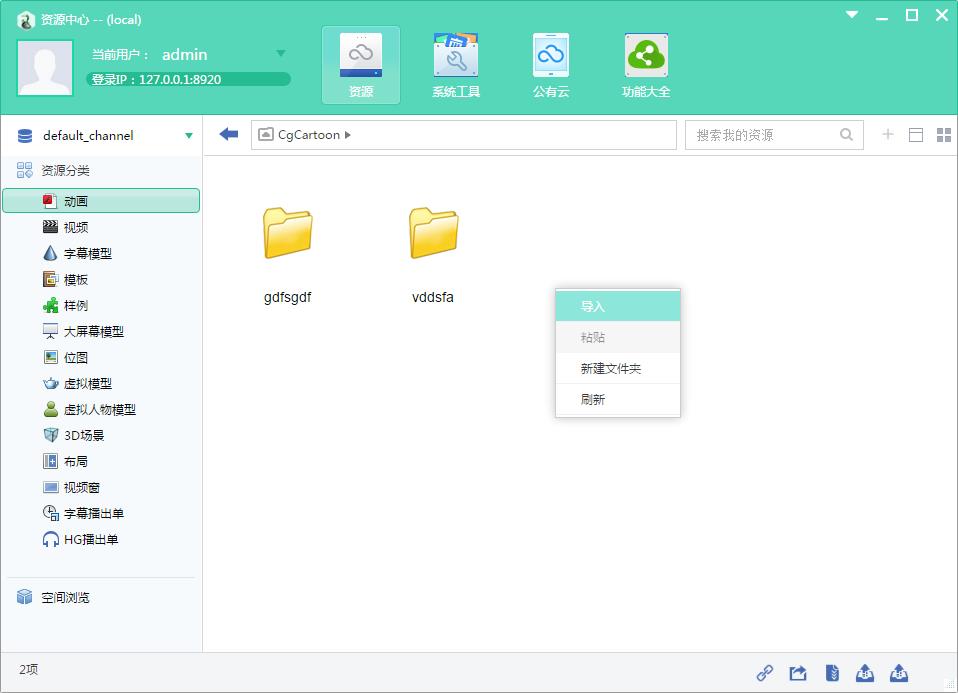 资源中心 -- (local)
当前用户： admin
登录IP：127.0.0.1:8920
资源
系统工具
公有云
功能大全
default_channel
CgCartoon
搜索我的资源
资源分类
动画
视频
字幕模型
模板
样例
大屏幕模型
位图
虚拟模型
虚拟人物模型
3D场景
布局
视频窗
字幕播出单
HG播出单
空间浏览
gdfsgdf
vddsfa
导入
粘贴
新建文件夹
刷新
2项